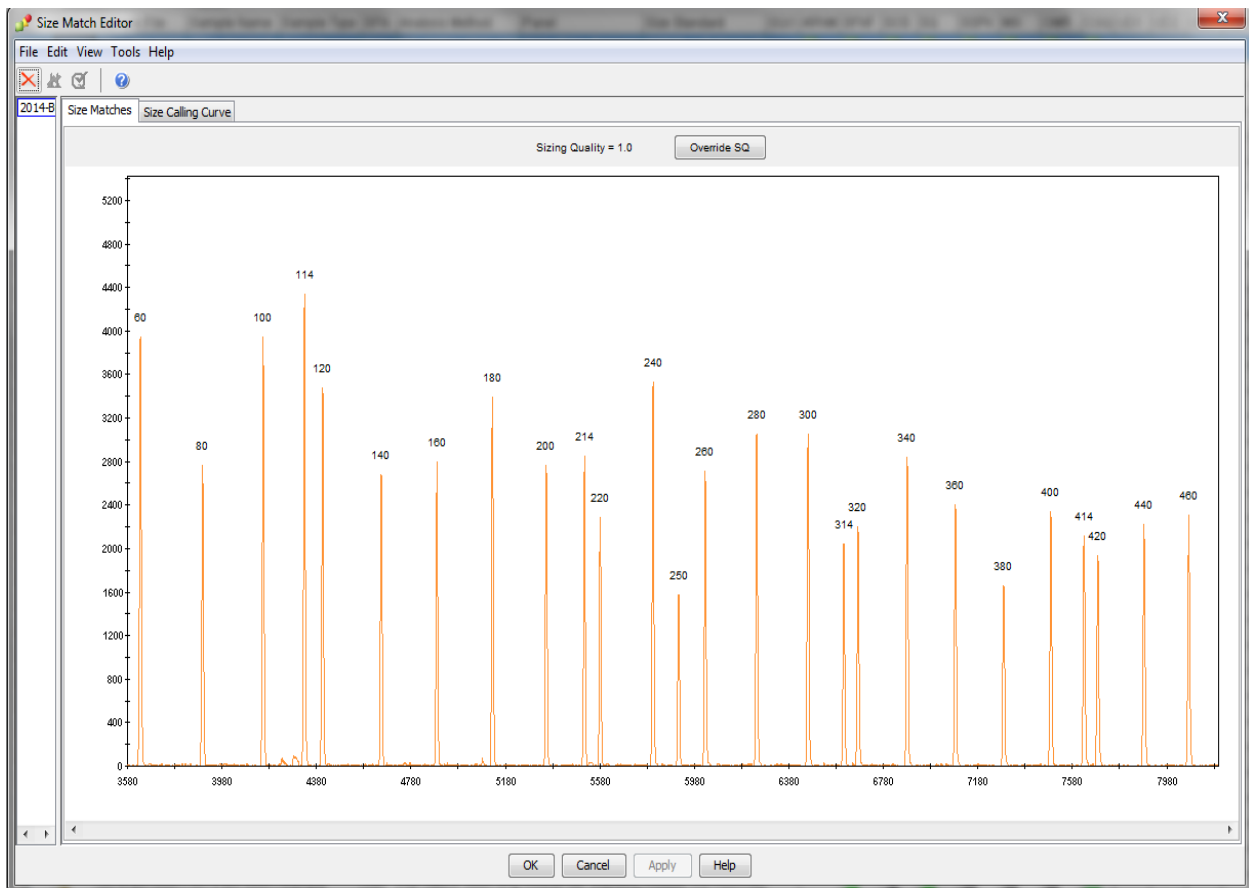 Size Match Editor
X
File Edit View Tools Help
2014-B
Size Matches Size Calling Curve
Sizing Quality = 1.0 Override SQ
5200
4800
4400
4000
3600
3200
2800
2400
2000
1600
1200
800
400
0
60 80 100 114 120 140 160 180 200 214 220 240 250 260 280 300 314 320 340 360 380 400 414 420 440 460
3580 3980 4380 4780 5180 5580 5980 6380 6780 7180 7580 7980
OK Cancel Apply Help